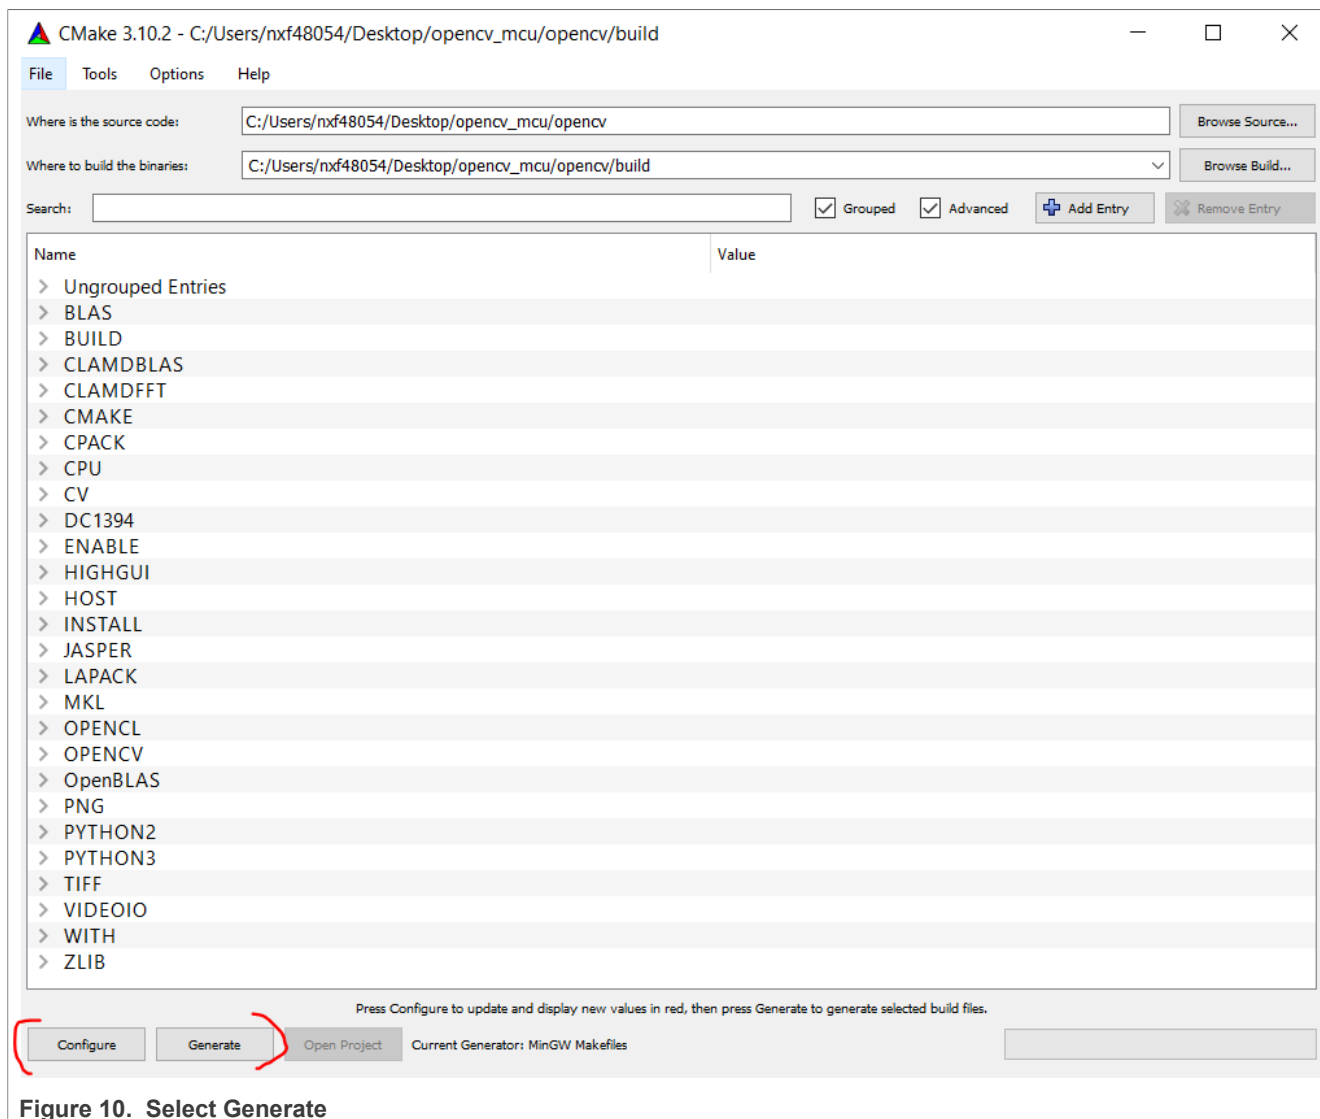 CMake 3.10.2 - C:/Users/nxf48054/Desktop/opencv_mcu/opencv/build
File Tools Options Help
Where is the source code: C:/Users/nxf48054/Desktop/opencv_mcu/opencv Browse Source...
Where to build the binaries: C:/Users/nxf48054/Desktop/opencv_mcu/opencv/build Browse Build...
Search: Grouped Advanced Add Entry Remove Entry
Name Value
Ungrouped Entries
BLAS
BUILD
CLAMDBLAS
CLAMDFFT
CMAKE
CPACK
CPU
CV
DC1394
ENABLE
HIGHGUI
HOST
INSTALL
JASPER
LAPACK
MKL
OPENCL
OPENCV
OpenBLAS
PNG
PYTHON2
PYTHON3
TIFF
VIDEOIO
WITH
ZLIB
Press Configure to update and display new values in red, then press Generate to generate selected build files.
Configure Generate Open Project Current Generator: MinGW Makefiles
Figure 10. Select Generate